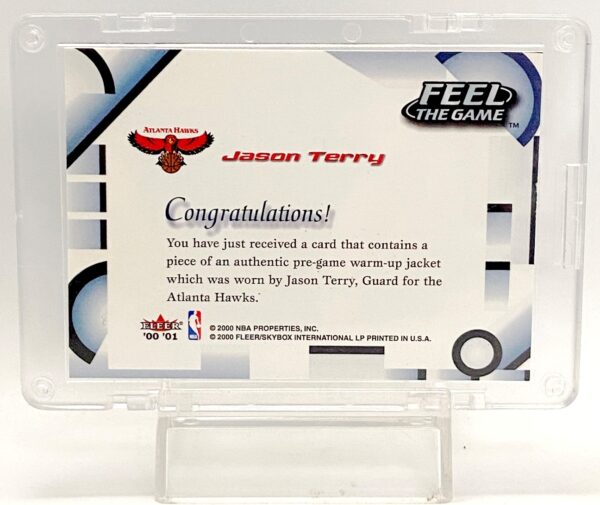 FEEL
THE GAME™
ATLANTA HAWKS
Jason Terry
Congratulations!
You have just received a card that contains a
piece of an authentic pre-game warm-up jacket
which was worn by Jason Terry, Guard for the
Atlanta Hawks.
FLEER
'00 '01
NBA
© 2000 NBA PROPERTIES, INC.
© 2000 FLEER/SKYBOX INTERNATIONAL LP PRINTED IN U.S.A.